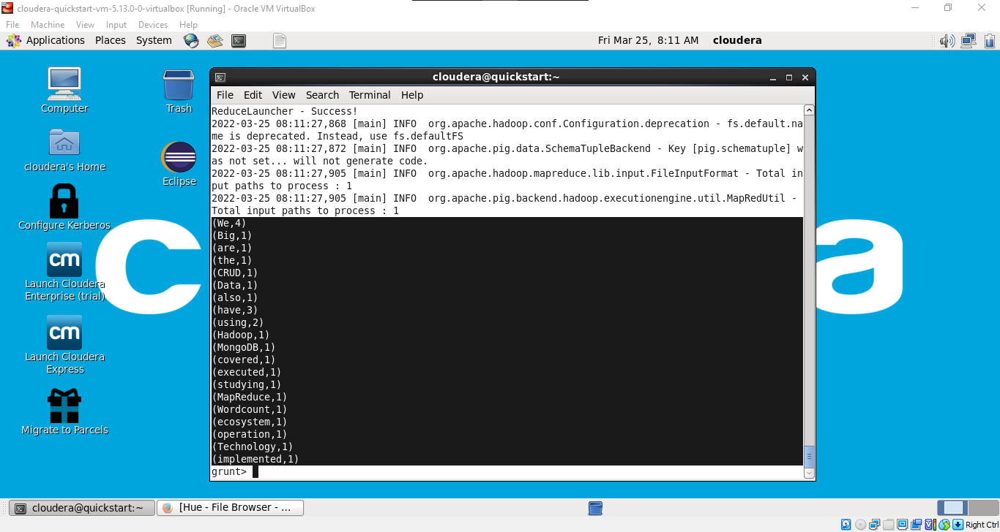 cloudera-quickstart-vm-5.13.0-0-virtualbox [Running] - Oracle VM VirtualBox
File Machine View Input Devices Help
Applications Places System Fri Mar 25, 8:11 AM cloudera
Computer
Trash
cloudera's Home
Eclipse
Configure Kerberos
cm
Launch Cloudera
Enterprise (trial)
cm
Launch Cloudera
Express
Migrate to Parcels
c
a
cloudera@quickstart:~
File Edit View Search Terminal Help
ReduceLauncher - Success!
2022-03-25 08:11:27,868 [main] INFO  org.apache.hadoop.conf.Configuration.deprecation - fs.default.na
me is deprecated. Instead, use fs.defaultFS
2022-03-25 08:11:27,872 [main] INFO  org.apache.pig.data.SchemaTupleBackend - Key [pig.schematuple] w
as not set... will not generate code.
2022-03-25 08:11:27,905 [main] INFO  org.apache.hadoop.mapreduce.lib.input.FileInputFormat - Total in
put paths to process : 1
2022-03-25 08:11:27,905 [main] INFO  org.apache.pig.backend.hadoop.executionengine.util.MapRedUtil -
Total input paths to process : 1
(We,4)
(Big,1)
(are,1)
(the,1)
(CRUD,1)
(Data,1)
(also,1)
(have,3)
(using,2)
(Hadoop,1)
(MongoDB,1)
(covered,1)
(executed,1)
(studying,1)
(MapReduce,1)
(Wordcount,1)
(ecosystem,1)
(operation,1)
(Technology,1)
(implemented,1)
grunt>
cloudera@quickstart:~ [Hue - File Browser - ...
Right Ctrl